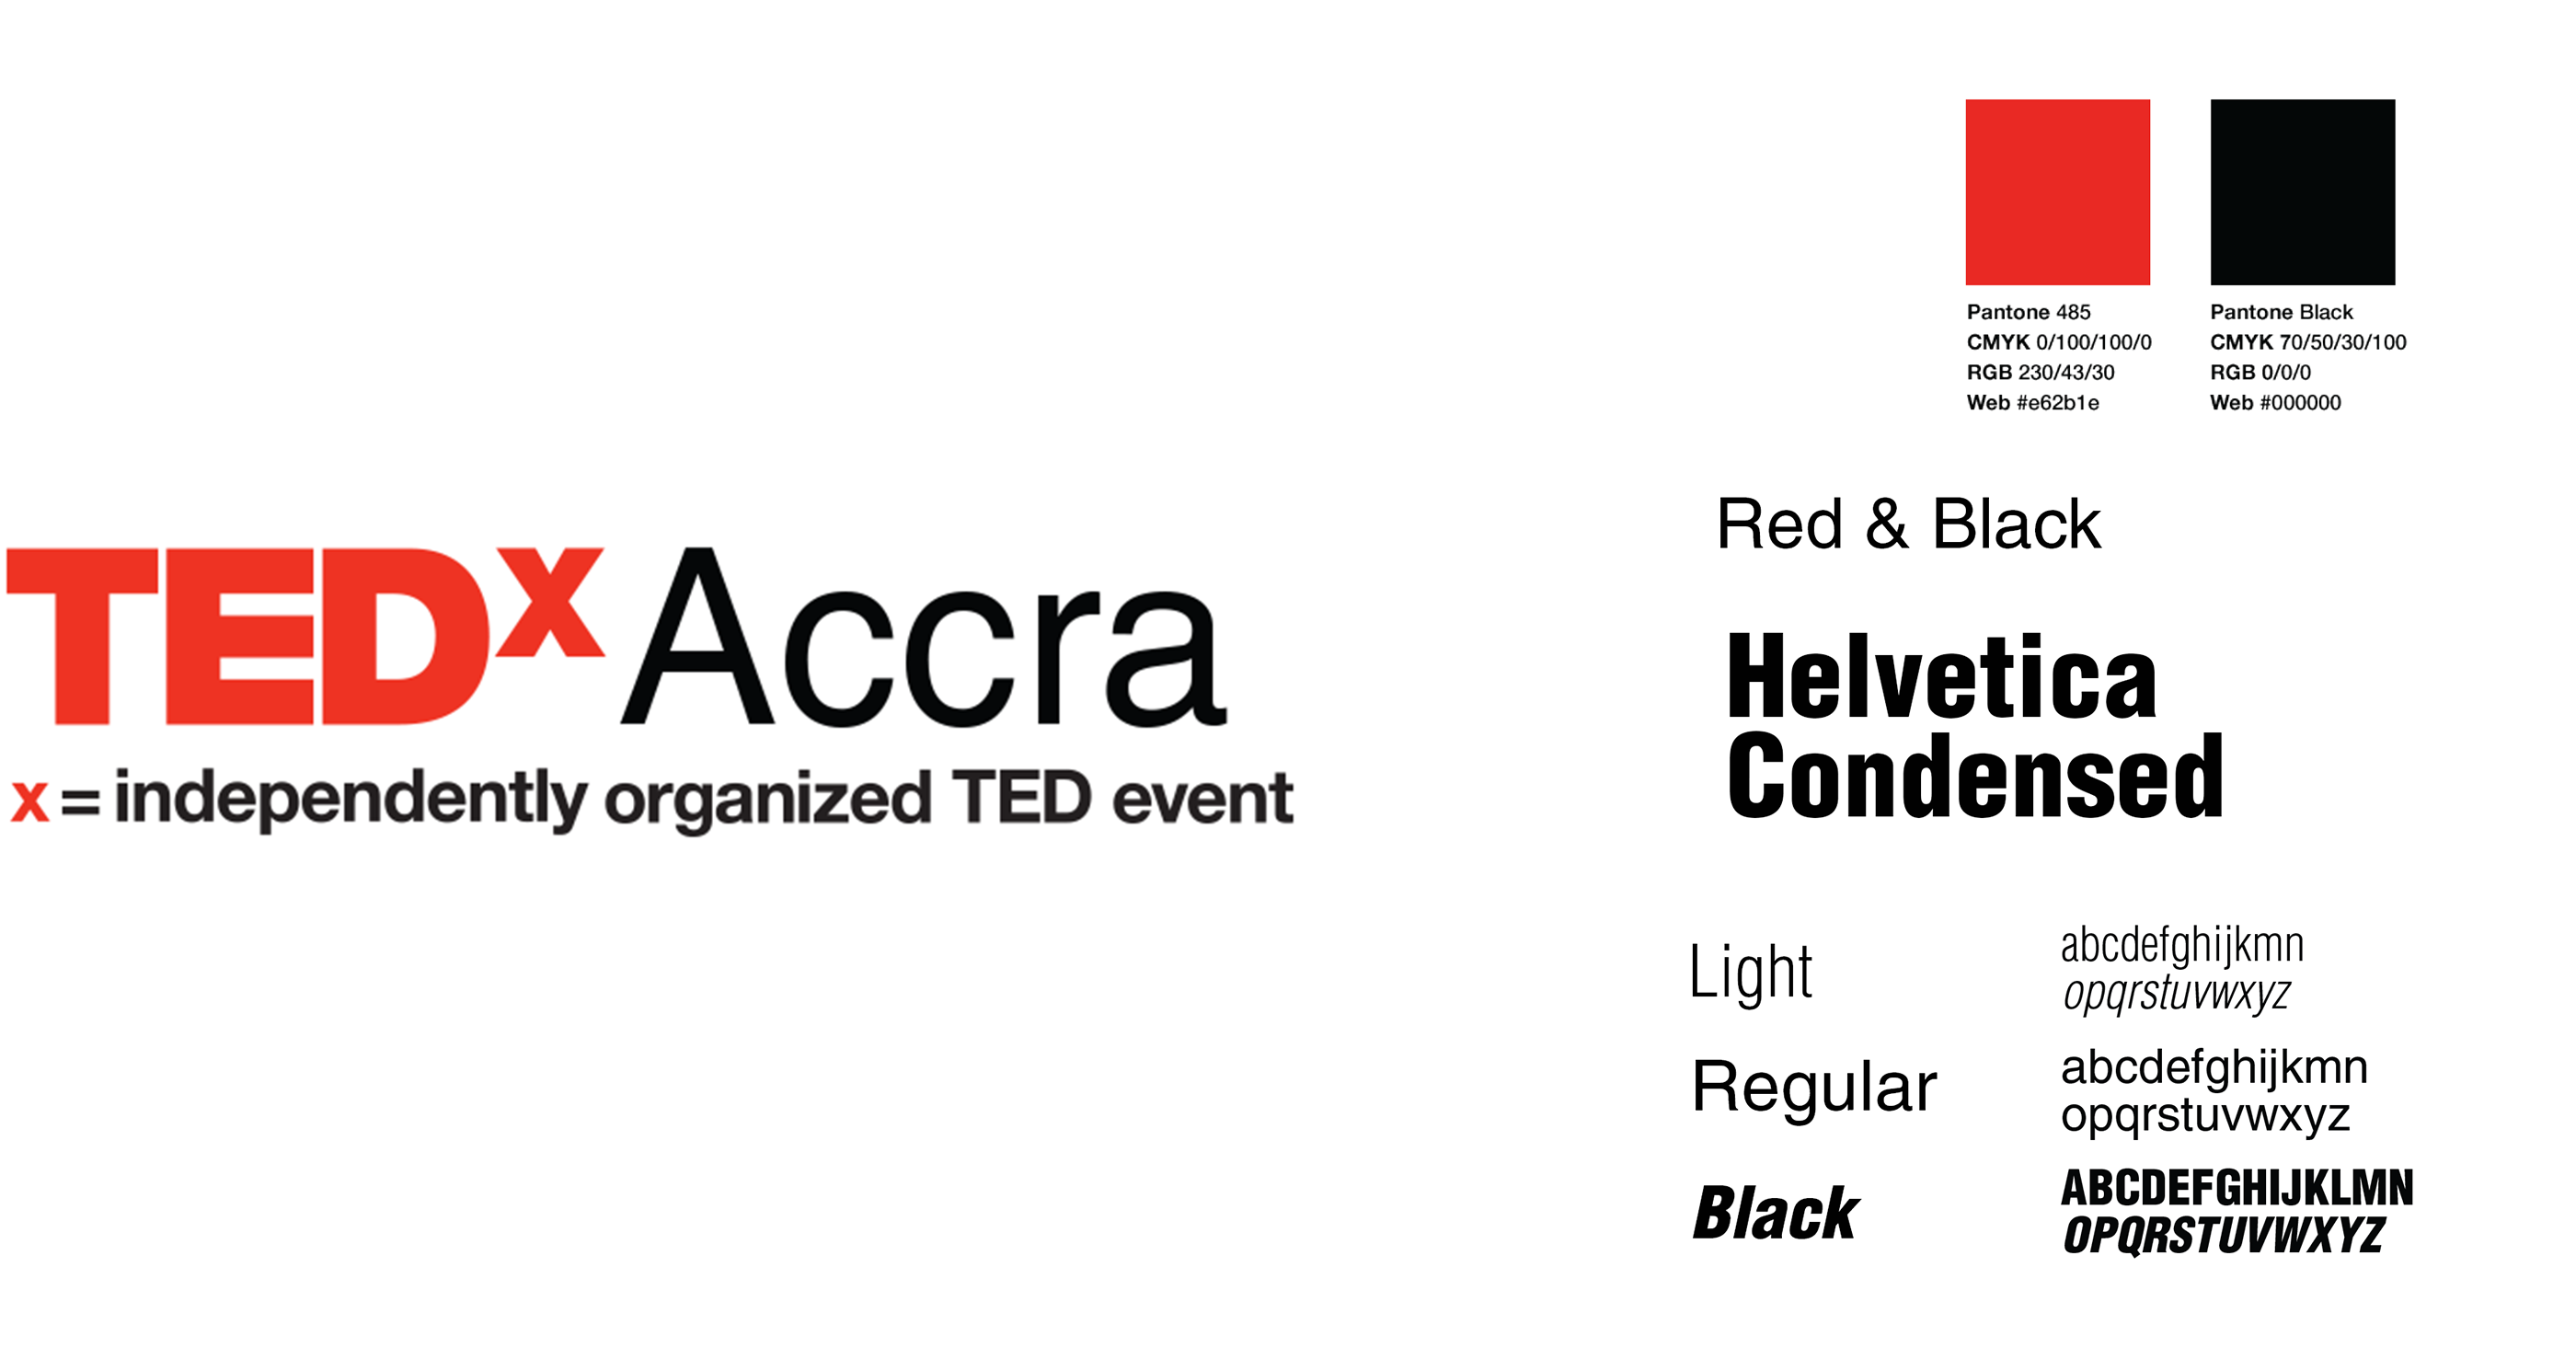 TEDx Accra
x = independently organized TED event
Pantone 485
CMYK 0/100/100/0
RGB 230/43/30
Web #e62b1e
Pantone Black
CMYK 70/50/30/100
RGB 0/0/0
Web #000000
Red & Black
Helvetica
Condensed
Light
abcdefghijkmn
opqrstuvwxyz
Regular
abcdefghijkmn
opqrstuvwxyz
Black
ABCDEFGHIJKLMN
OPQRSTUVWXYZ